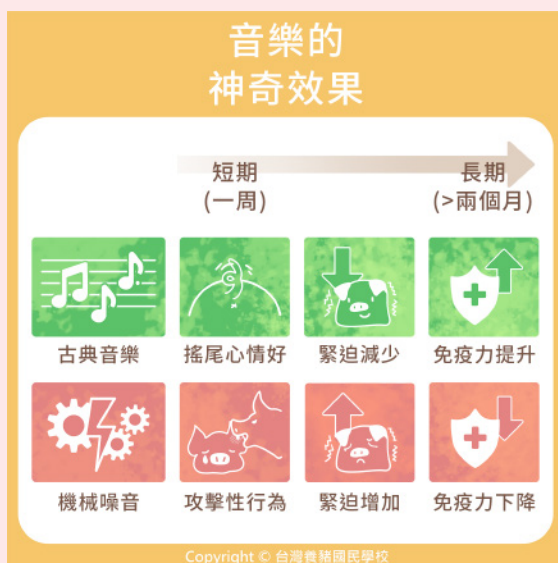 音樂的
神奇效果
短期
(一周)
長期
(>兩個月)
古典音樂
搖尾心情好
緊迫減少
免疫力提升
機械噪音
攻擊性行為
緊迫增加
免疫力下降
Copyright © 台灣養豬國民學校